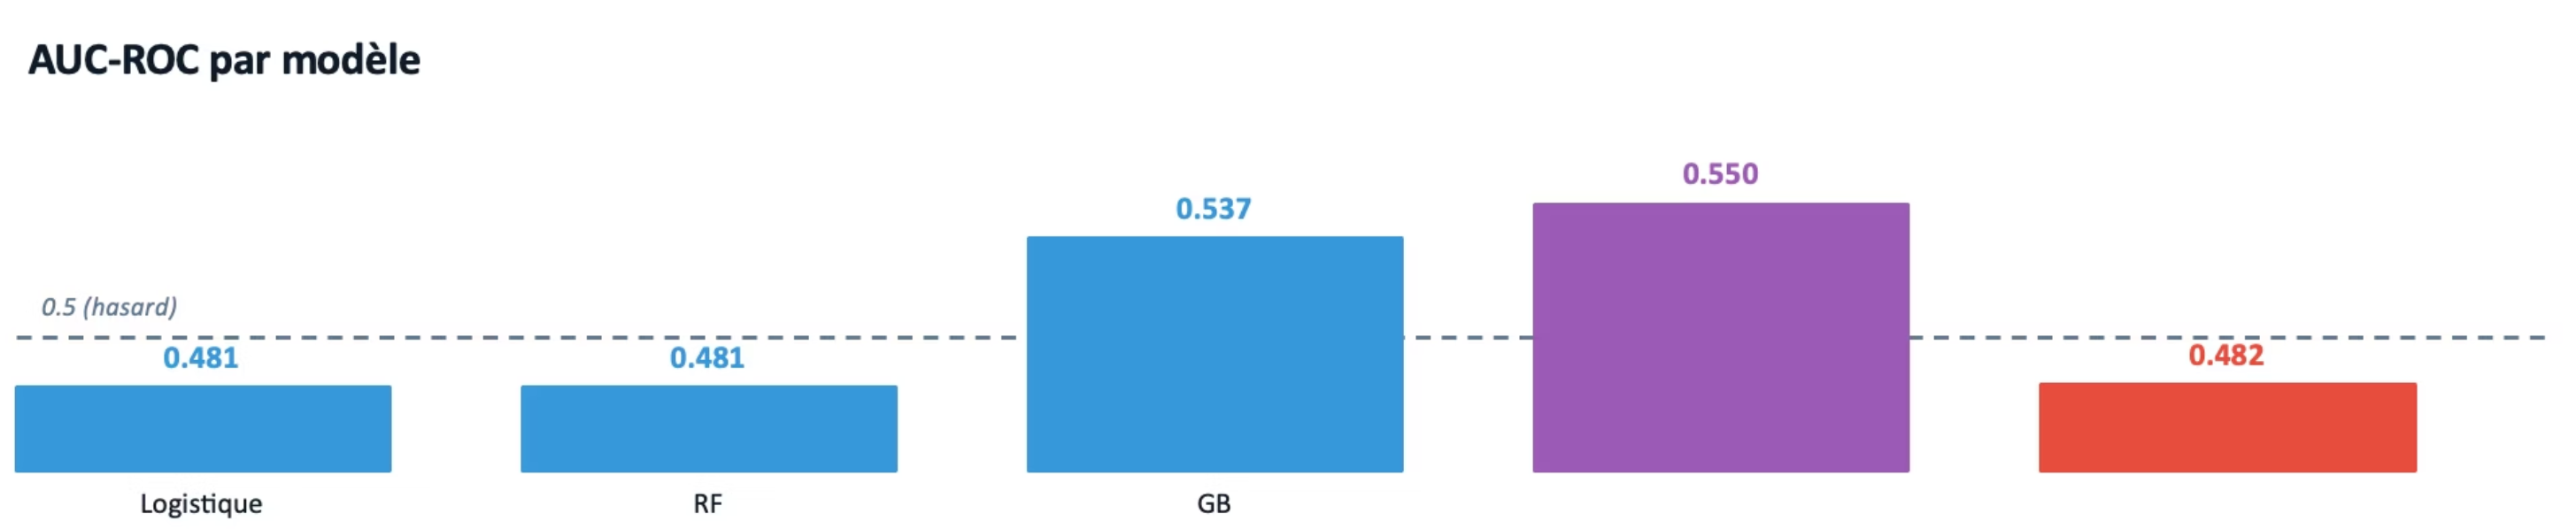 AUC-ROC par modèle
0.550
0.537
0.5 (hasard)
0.481
0.481
0.482
Logistique
RF
GB